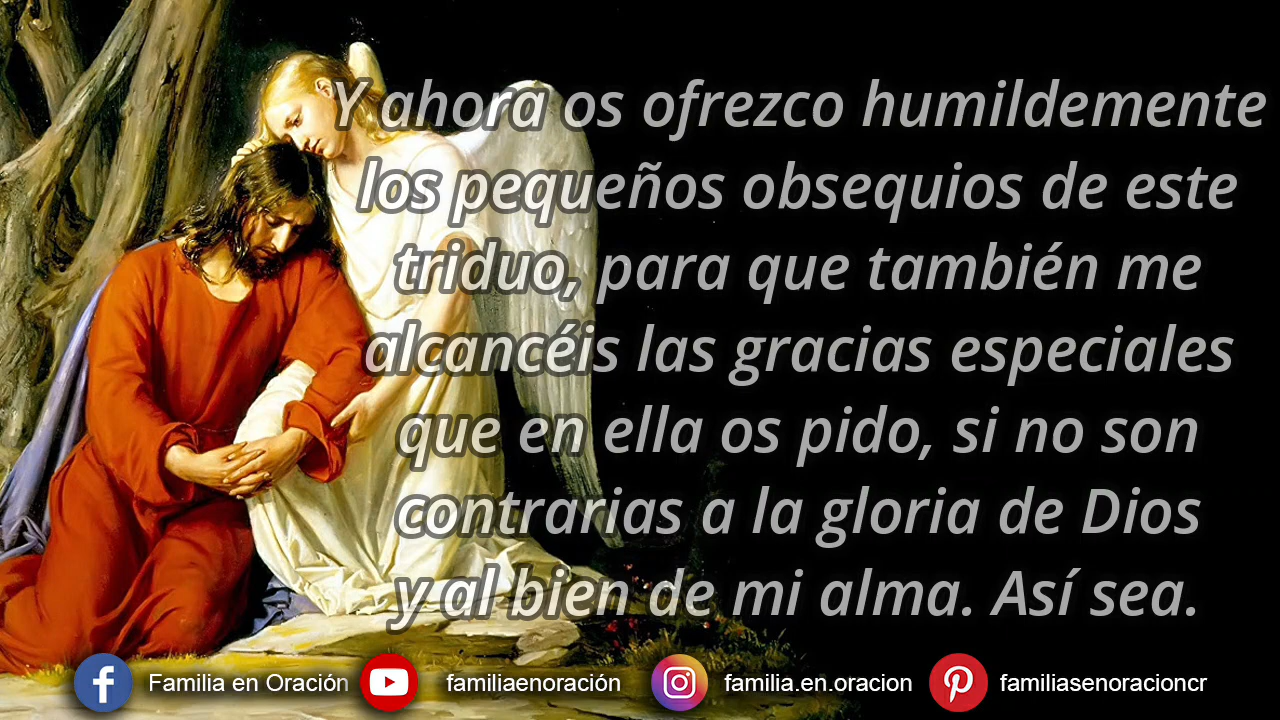 Y ahora os ofrezco humildemente
los pequeños obsequios de este
triduo, para que también me
alcancéis las gracias especiales
que en ella os pido, si no son
contrarias a la gloria de Dios
y al bien de mi alma. Así sea.
Familia en Oración familiaenoración familia.en.oracion familiasenoracioncr